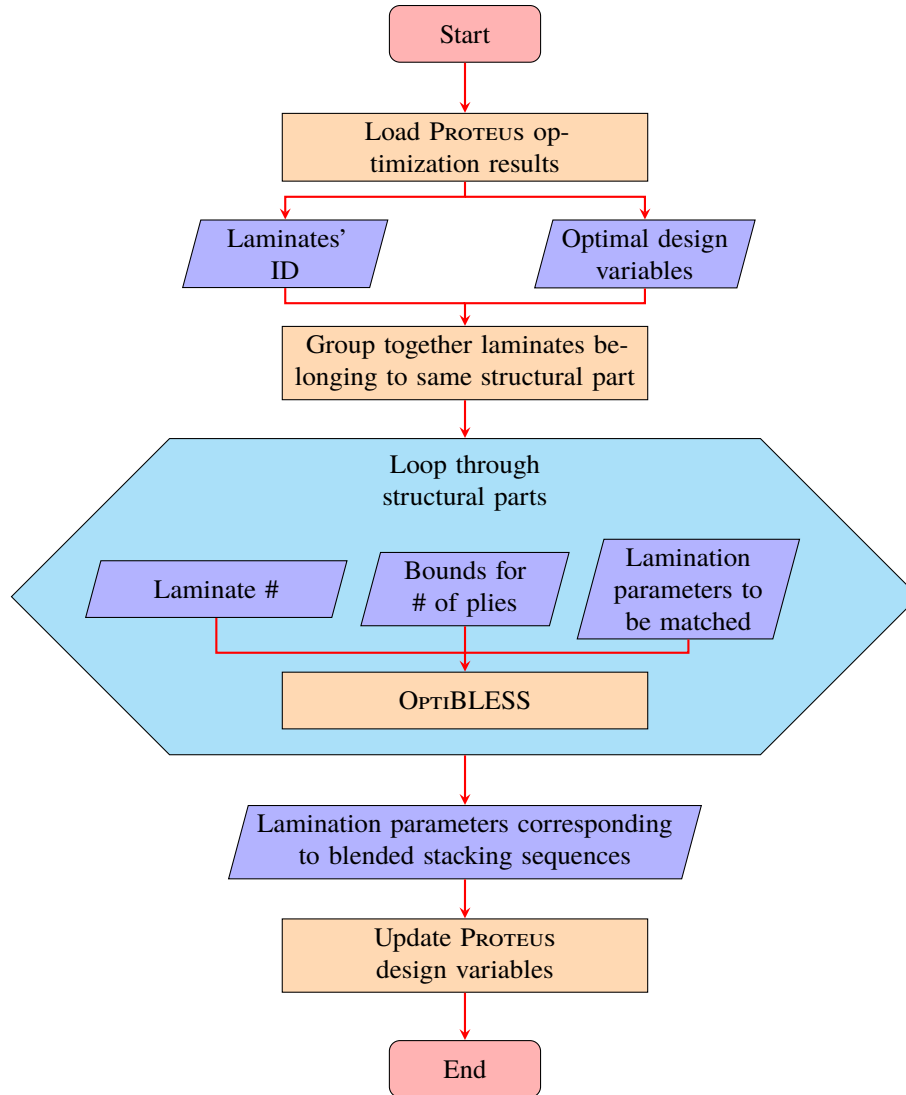 Start
Load PROTEUS op-
timization results
Laminates'
ID
Optimal design
variables
Group together laminates be-
longing to same structural part
Loop through
structural parts
Laminate #
Bounds for
# of plies
Lamination
parameters to
be matched
OPTIBLESS
Lamination parameters corresponding
to blended stacking sequences
Update PROTEUS
design variables
End